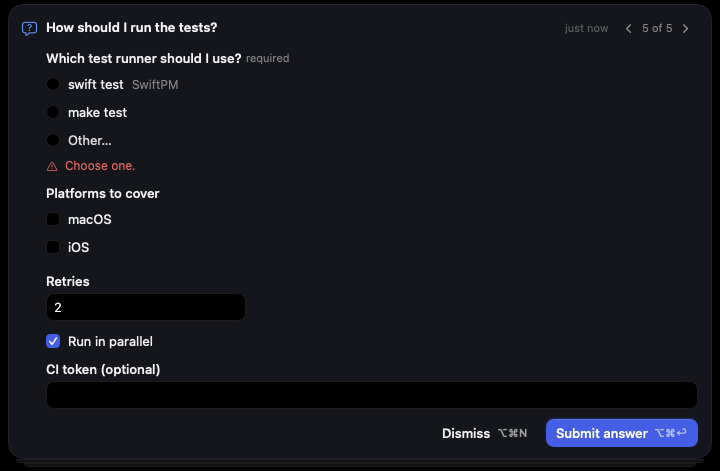 How should I run the tests?
just now
5 of 5
Which test runner should I use? required
swift test SwiftPM
make test
Other...
Choose one.
Platforms to cover
macOS
iOS
Retries
2
Run in parallel
CI token (optional)
Dismiss ⌥⌘N
Submit answer ⌥⌘↩